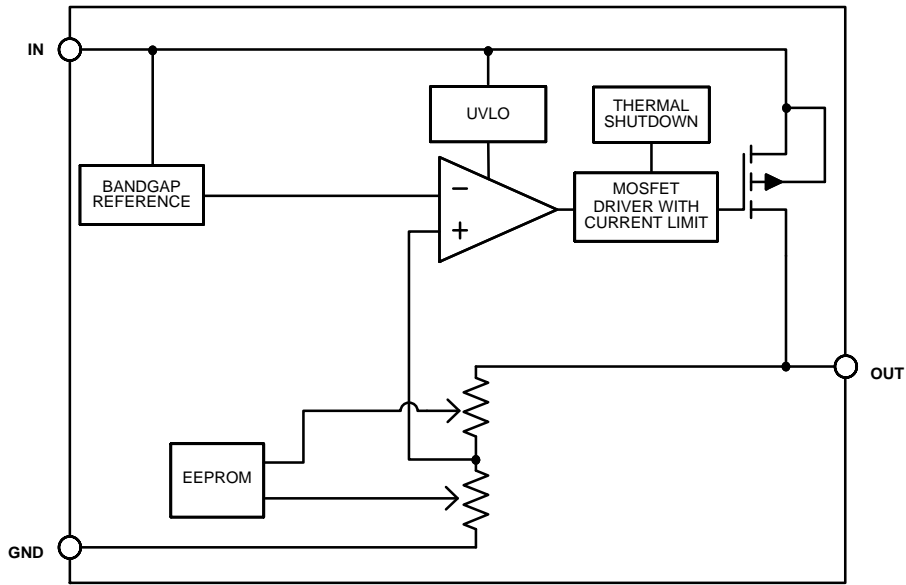 IN
UVLO
THERMAL
SHUTDOWN
BANDGAP
REFERENCE
−
+
MOSFET
DRIVER WITH
CURRENT LIMIT
OUT
EEPROM
GND